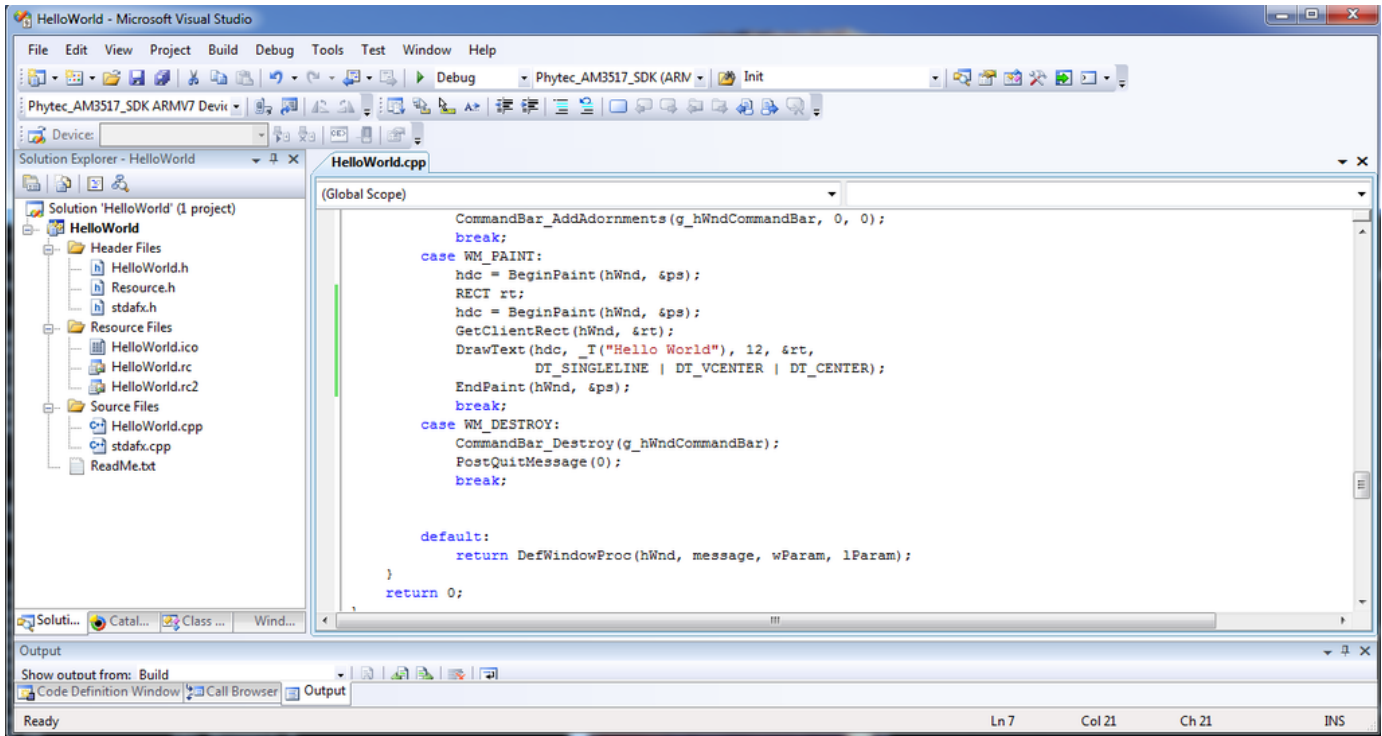 HelloWorld - Microsoft Visual Studio
File Edit View Project Build Debug Tools Test Window Help
Debug Phytec_AM3517_SDK (ARM Init
Phytec_AM3517_SDK ARMV7 Devic
Device:
Solution Explorer - HelloWorld
Solution 'HelloWorld' (1 project)
HelloWorld
Header Files
HelloWorld.h
Resource.h
stdafx.h
Resource Files
HelloWorld.ico
HelloWorld.rc
HelloWorld.rc2
Source Files
HelloWorld.cpp
stdafx.cpp
ReadMe.txt
Soluti... Catal... Class ... Wind...
HelloWorld.cpp
(Global Scope)
CommandBar_AddAdornments(g_hWndCommandBar, 0, 0);
break;
case WM_PAINT:
hdc = BeginPaint(hWnd, &ps);
RECT rt;
hdc = BeginPaint(hWnd, &ps);
GetClientRect(hWnd, &rt);
DrawText(hdc, _T("Hello World"), 12, &rt,
DT_SINGLELINE | DT_VCENTER | DT_CENTER);
EndPaint(hWnd, &ps);
break;
case WM_DESTROY:
CommandBar_Destroy(g_hWndCommandBar);
PostQuitMessage(0);
break;
default:
return DefWindowProc(hWnd, message, wParam, lParam);
}
return 0;
Output
Show output from: Build
Code Definition Window Call Browser Output
Ready Ln 7 Col 21 Ch 21 INS